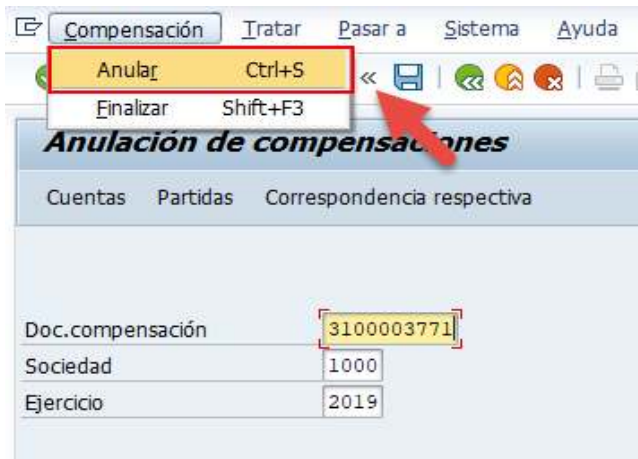 Compensación Tratar Pasar a Sistema Ayuda
Anular Ctrl+S
Finalizar Shift+F3
Anulación de compensaciones
Cuentas Partidas Correspondencia respectiva
Doc.compensación 3100003771
Sociedad 1000
Ejercicio 2019